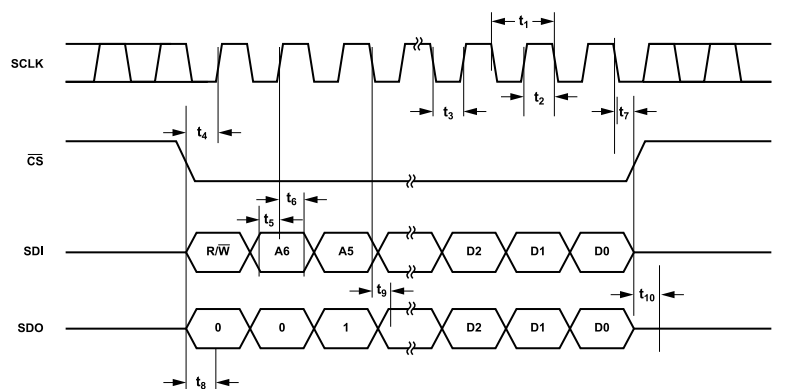 t1
SCLK
t3
t2
t7
t4
CS
t6
t5
SDI
R/W
A6
A5
D2
D1
D0
t9
t10
SDO
0
0
1
D2
D1
D0
t8